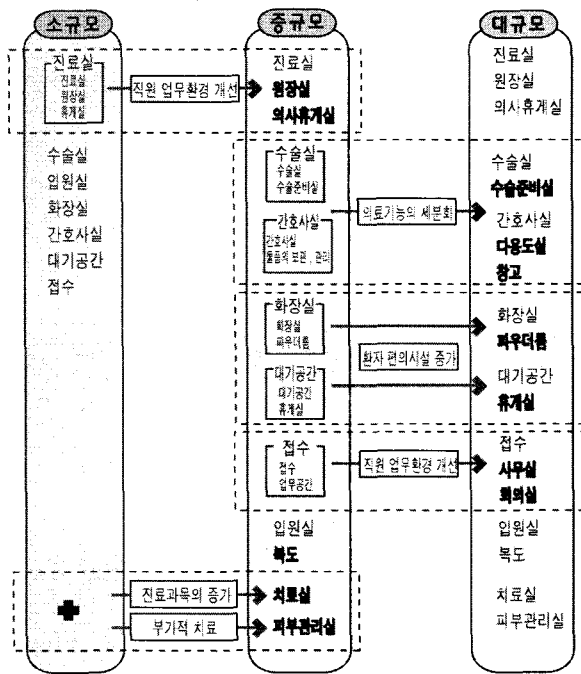 소규모
진료실
진료실
원장실
휴게실
수술실
입원실
화장실
간호사실
대기공간
접수
직원 업무환경 개선
진료과목의 증가
부가적 치료
중규모
진료실
원장실
의사휴게실
수술실
수술실
수술준비실
간호사실
간호사실
물품의 보관, 관리
화장실
화장실
파우더룸
대기공간
대기공간
휴게실
접수
접수
업무공간
입원실
복도
치료실
피부관리실
의료기능의 세분화
환자 편의시설 증가
직원 업무환경 개선
대규모
진료실
원장실
의사휴게실
수술실
수술준비실
간호사실
다용도실
창고
화장실
파우더룸
대기공간
휴게실
접수
사무실
회의실
입원실
복도
치료실
피부관리실